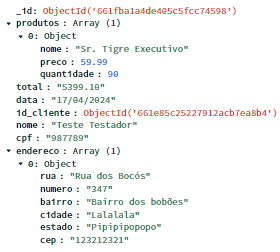 _id: ObjectId('661fba1a4de405c5fcc74598')
produtos: Array (1)
0: Object
nome: "Sr. Tigre Executivo"
preco: 59.99
quantidade: 90
total: "5399.10"
data: "17/04/2024"
id_cliente: ObjectId('661e85c25227912acb7ea8b4')
nome: "Teste Testador"
cpf: "987789"
endereco: Array (1)
0: Object
rua: "Rua dos Bocós"
numero: "347"
bairro: "Bairro dos bobões"
cidade: "Lalalala"
estado: "Pipipipopopo"
cep: "123212321"